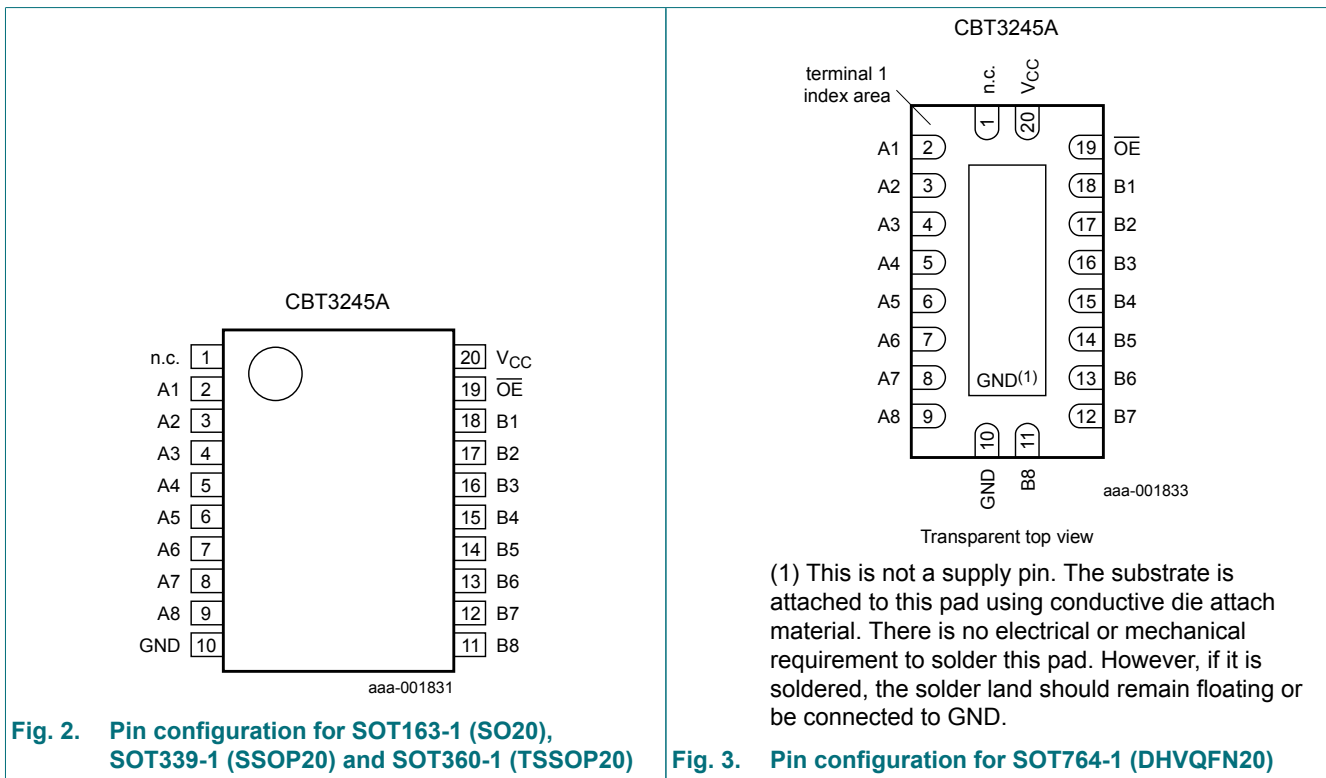 CBT3245A
n.c. 1
20 VCC
A1 2
19 OE
A2 3
18 B1
A3 4
17 B2
A4 5
16 B3
A5 6
15 B4
A6 7
14 B5
A7 8
13 B6
A8 9
12 B7
GND 10
11 B8
aaa-001831
Fig. 2. Pin configuration for SOT163-1 (SO20),
SOT339-1 (SSOP20) and SOT360-1 (TSSOP20)
CBT3245A
terminal 1
index area
n.c.
VCC
1
20
A1 2
19 OE
A2 3
18 B1
A3 4
17 B2
A4 5
16 B3
A5 6
15 B4
A6 7
14 B5
A7 8
GND(1)
13 B6
A8 9
12 B7
10
11
GND
B8
aaa-001833
Transparent top view
(1) This is not a supply pin. The substrate is
attached to this pad using conductive die attach
material. There is no electrical or mechanical
requirement to solder this pad. However, if it is
soldered, the solder land should remain floating or
be connected to GND.
Fig. 3. Pin configuration for SOT764-1 (DHVQFN20)